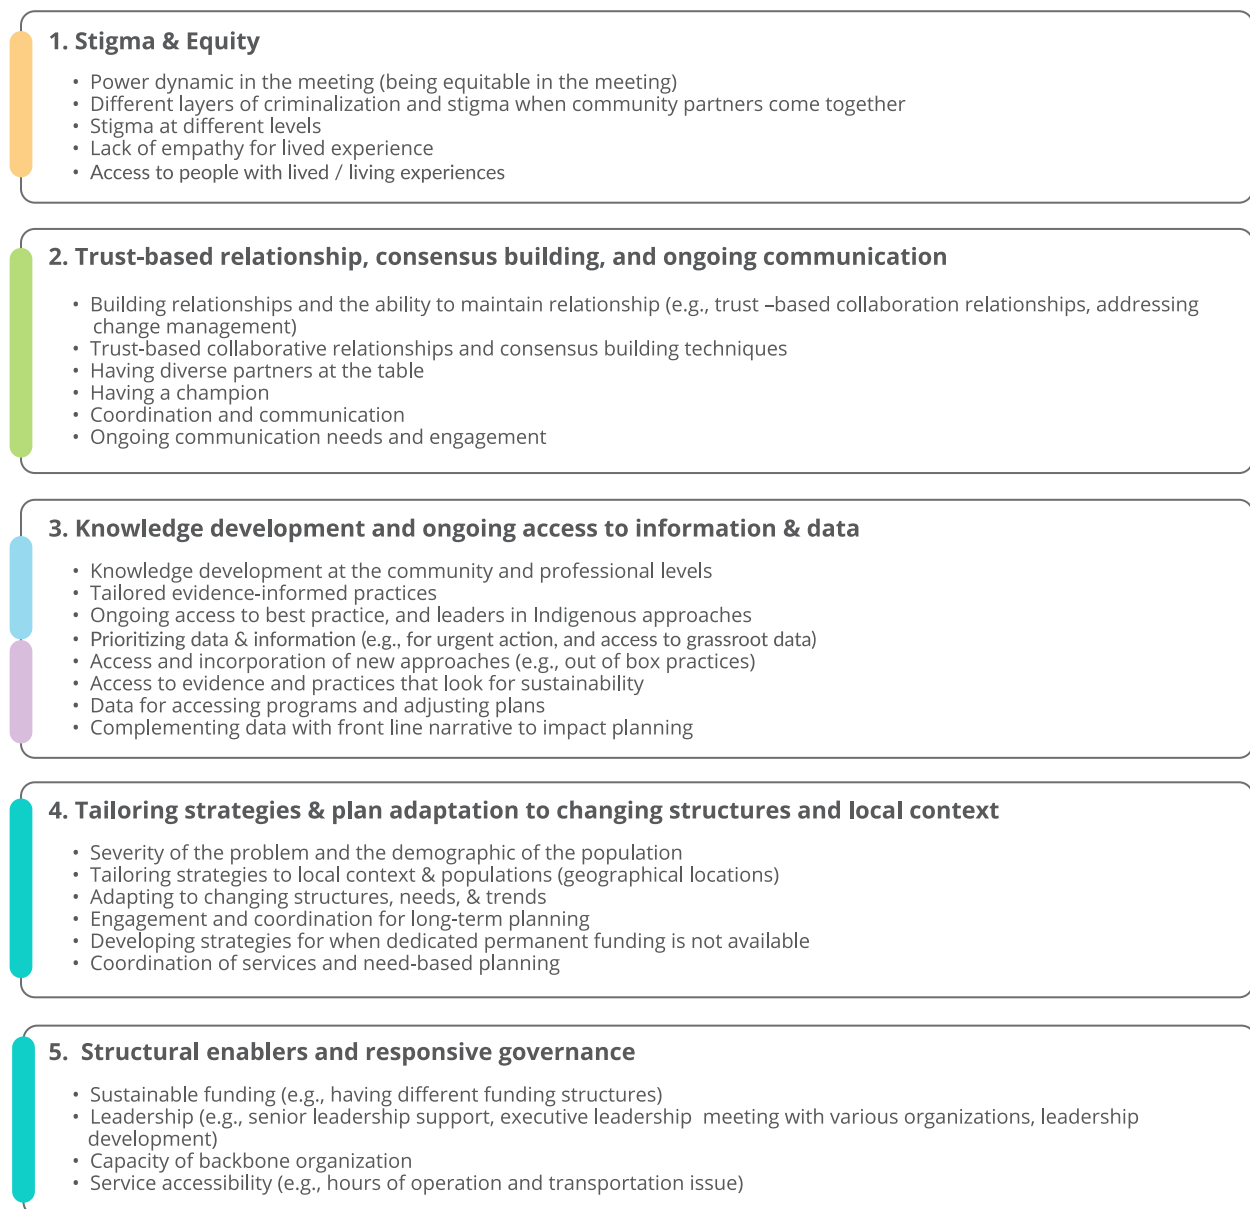 1. Stigma & Equity
• Power dynamic in the meeting (being equitable in the meeting)
• Different layers of criminalization and stigma when community partners come together
• Stigma at different levels
• Lack of empathy for lived experience
• Access to people with lived / living experiences
2. Trust-based relationship, consensus building, and ongoing communication
• Building relationships and the ability to maintain relationship (e.g., trust –based collaboration relationships, addressing
change management)
• Trust-based collaborative relationships and consensus building techniques
• Having diverse partners at the table
• Having a champion
• Coordination and communication
• Ongoing communication needs and engagement
3. Knowledge development and ongoing access to information & data
• Knowledge development at the community and professional levels
• Tailored evidence-informed practices
• Ongoing access to best practice, and leaders in Indigenous approaches
• Prioritizing data & information (e.g., for urgent action, and access to grassroot data)
• Access and incorporation of new approaches (e.g., out of box practices)
• Access to evidence and practices that look for sustainability
• Data for accessing programs and adjusting plans
• Complementing data with front line narrative to impact planning
4. Tailoring strategies & plan adaptation to changing structures and local context
• Severity of the problem and the demographic of the population
• Tailoring strategies to local context & populations (geographical locations)
• Adapting to changing structures, needs, & trends
• Engagement and coordination for long-term planning
• Developing strategies for when dedicated permanent funding is not available
• Coordination of services and need-based planning
5. Structural enablers and responsive governance
• Sustainable funding (e.g., having different funding structures)
• Leadership (e.g., senior leadership support, executive leadership meeting with various organizations, leadership
development)
• Capacity of backbone organization
• Service accessibility (e.g., hours of operation and transportation issue)